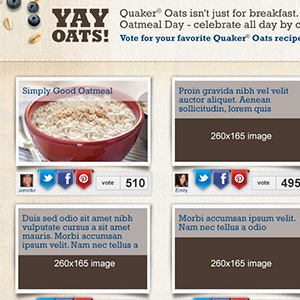 YAY
OATS!
Quaker® Oats isn't just for breakfast.
Oatmeal Day - celebrate all day by c
Vote for your favorite Quaker® Oats recipe
Simply Good Oatmeal
Jennifer
vote
510
Proin gravida nibh vel velit
auctor aliquet. Aenean
sollicitudin, lorem quis
960x165 image
Emily
vote
495
Duis sed odio sit amet nibh
vulputate cursus a sit amet
mauris. Morbi accumsan
ipsum velit. Nam nec tellus a
260x165 image
Morbi accumsan ipsum velit.
Nam nec tellus a odio
260x165 image